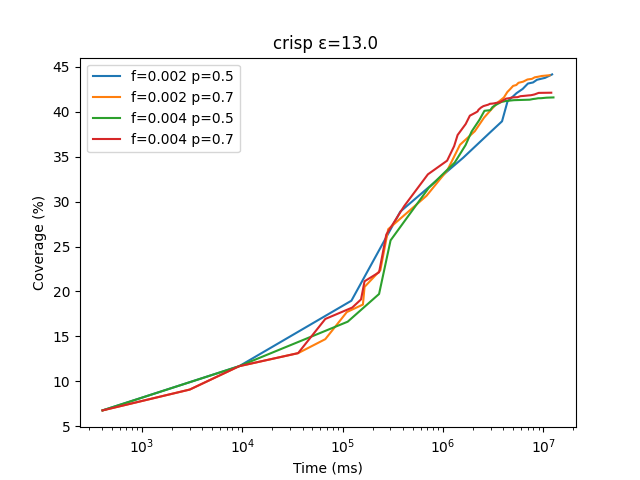 crisp ε=13.0
f=0.002 p=0.5
f=0.002 p=0.7
f=0.004 p=0.5
f=0.004 p=0.7
Coverage (%)
45
40
35
30
25
20
15
10
5
10³ 10⁴ 10⁵ 10⁶ 10⁷
Time (ms)